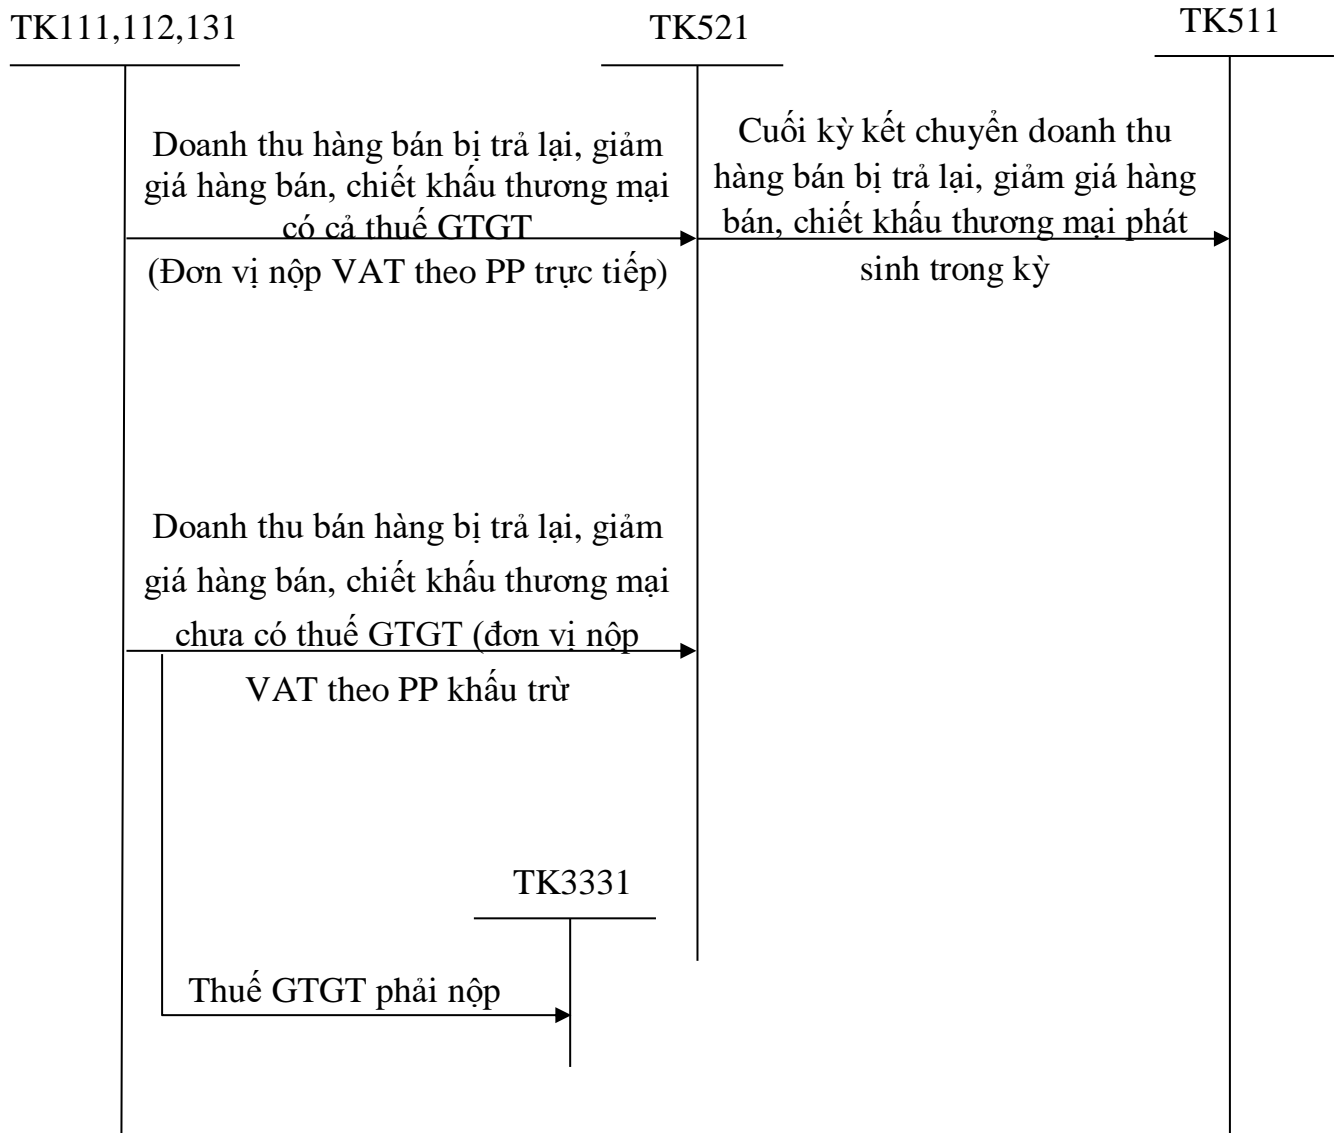 TK111,112,131
TK521
TK511
Doanh thu hàng bán bị trả lại, giảm
giá hàng bán, chiết khấu thương mại
có cả thuế GTGT
(Đơn vị nộp VAT theo PP trực tiếp)
Cuối kỳ kết chuyển doanh thu
hàng bán bị trả lại, giảm giá hàng
bán, chiết khấu thương mại phát
sinh trong kỳ
Doanh thu bán hàng bị trả lại, giảm
giá hàng bán, chiết khấu thương mại
chưa có thuế GTGT (đơn vị nộp
VAT theo PP khấu trừ
TK3331
Thuế GTGT phải nộp